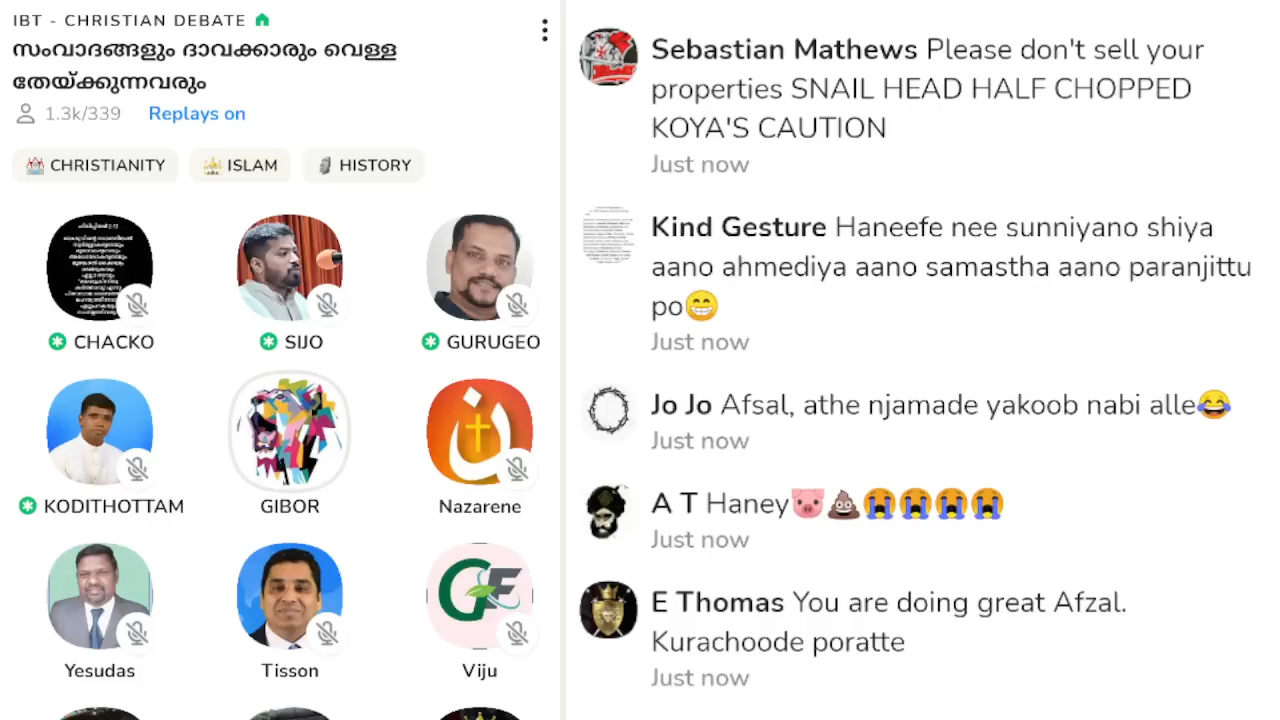 IBT - CHRISTIAN DEBATE
സംവാദങ്ങളും ദാവക്കാരും വെള്ള
തേയ്ക്കുന്നവരും
1.3k/339 Replays on
CHRISTIANITY ISLAM HISTORY
CHACKO SIJO GURUGEO
KODITHOTTAM GIBOR Nazarene
Yesudas Tisson Viju
GF
Sebastian Mathews Please don't sell your
properties SNAIL HEAD HALF CHOPPED
KOYA'S CAUTION
Just now
Kind Gesture Haneefe nee sunniyano shiya
aano ahmediya aano samastha aano paranjittu
po😁
Just now
Jo Jo Afsal, athe njamade yakoob nabi alle😂
Just now
A T Haney🐷💩😭😭😭😭
Just now
E Thomas You are doing great Afzal.
Kurachoode poratte
Just now